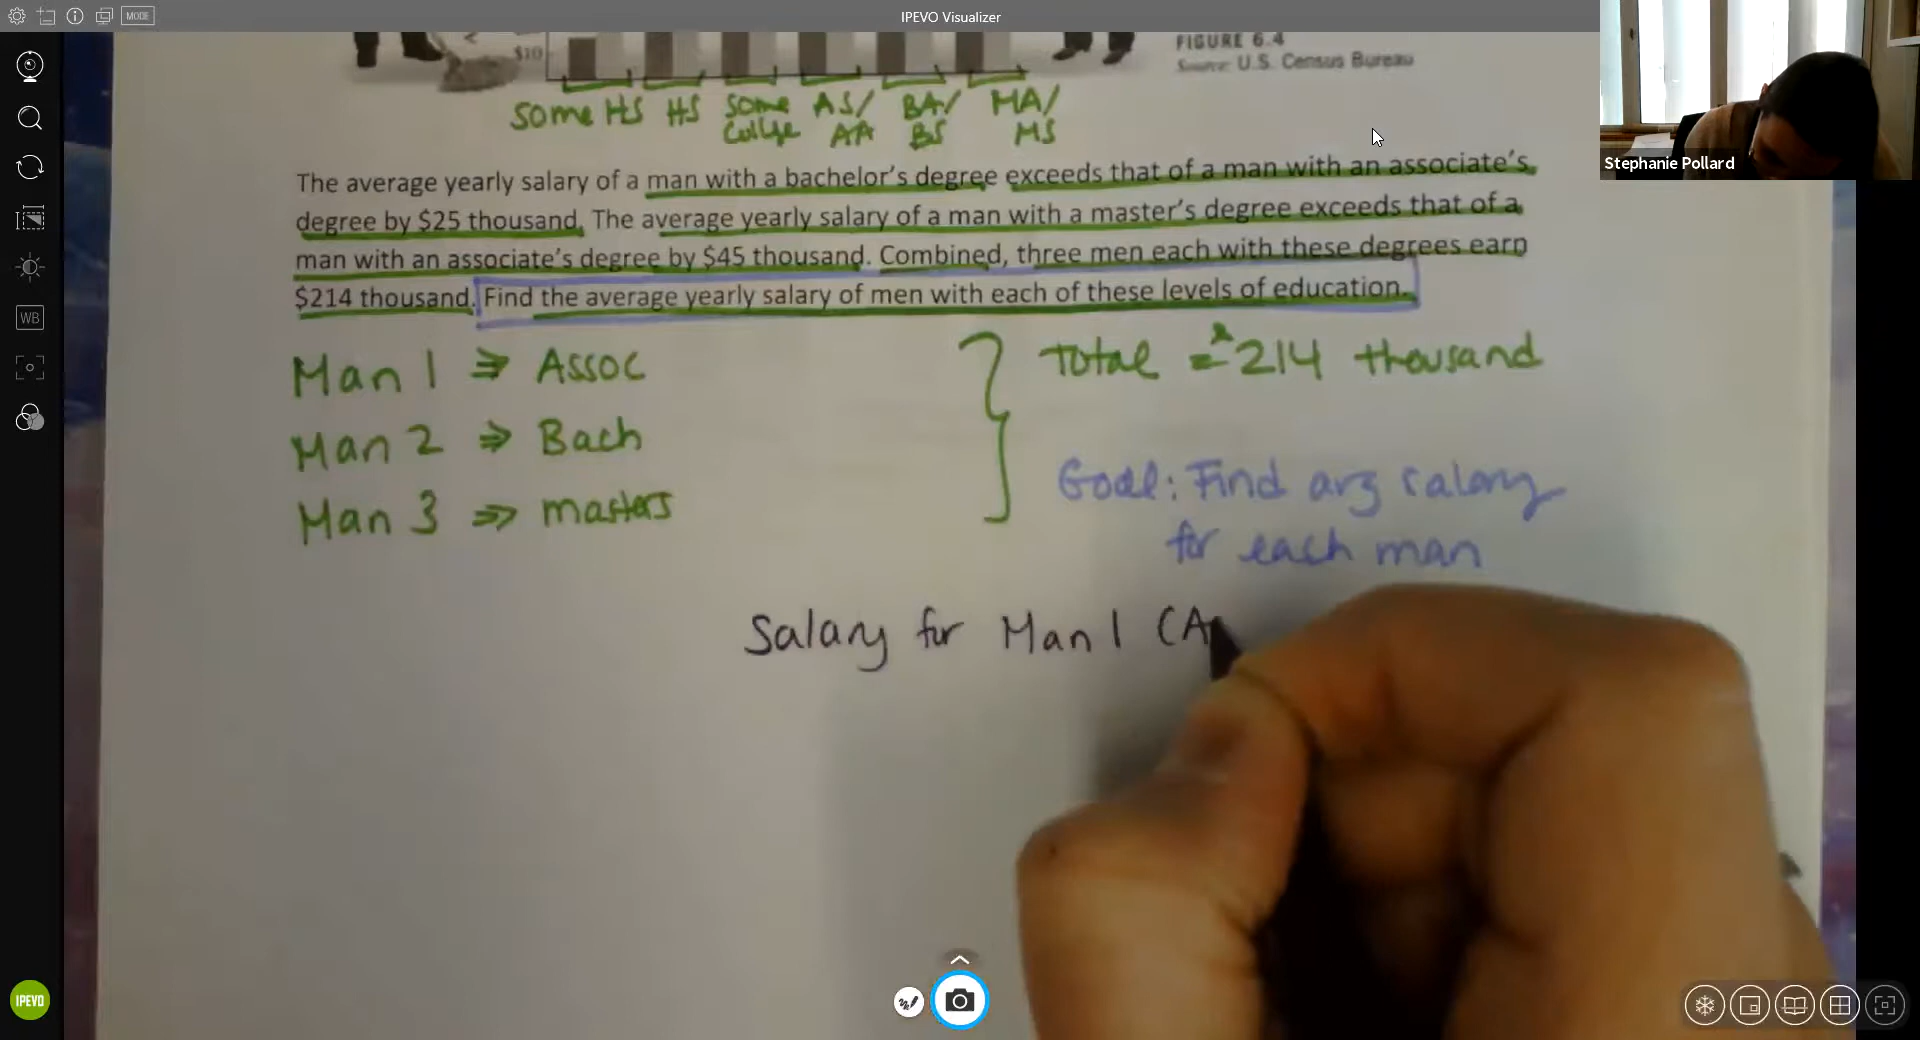 MODE
IPEVO Visualizer
$10
FIGURE 6.4
Source: U.S. Census Bureau
Stephanie Pollard
Some HS HS Some College AS/AA BA/BS MA/MS
The average yearly salary of a man with a bachelor's degree exceeds that of a man with an associate's
degree by $25 thousand. The average yearly salary of a man with a master's degree exceeds that of a
man with an associate's degree by $45 thousand. Combined, three men each with these degrees earn
$214 thousand. Find the average yearly salary of men with each of these levels of education.
WB
Man 1 ⇒ Assoc
Total = $214 thousand
Man 2 ⇒ Bach
Goal: Find avg salary
Man 3 ⇒ masters
for each man
Salary for Man 1 (A
IPEVO